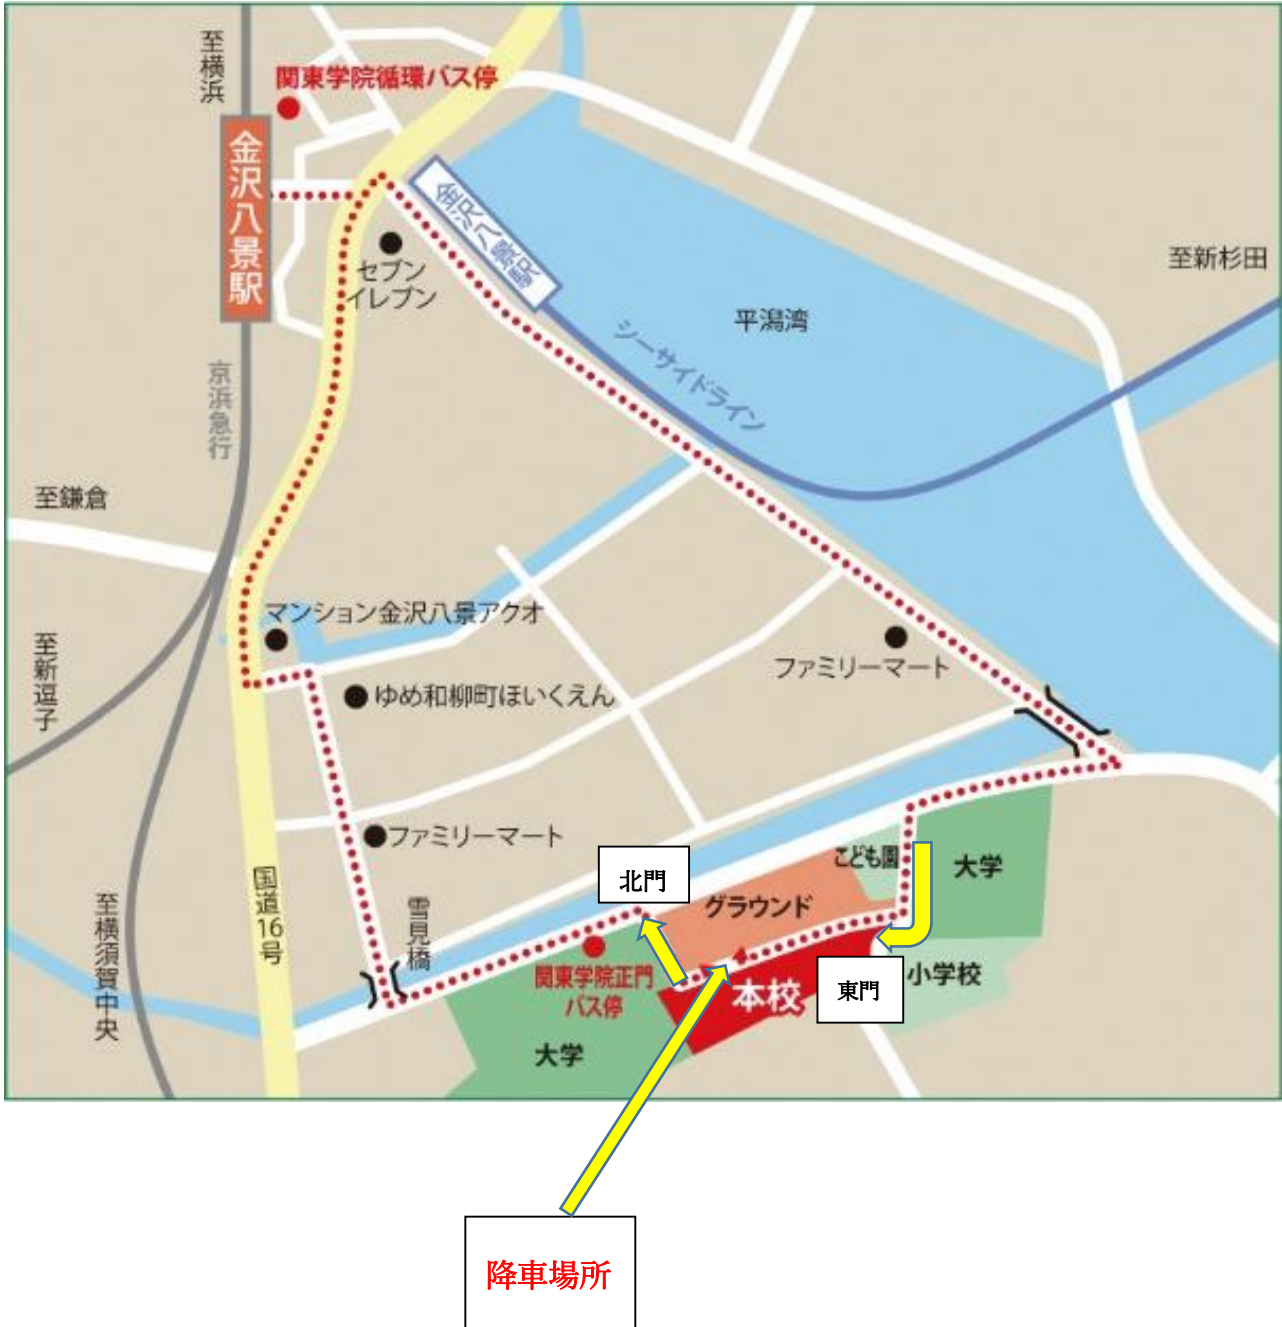 至横浜
関東学院循環バス停
金沢八景駅
金沢八景駅
セブン
イレブン
至新杉田
平潟湾
シーサイドライン
京浜急行
至鎌倉
マンション金沢八景アクオ
至新逗子
ゆめ和柳町ほいくえん
ファミリーマート
ファミリーマート
国道16号
雪見橋
北門
こども園
大学
グラウンド
至横須賀中央
関東学院正門
バス停
本校
東門
小学校
大学
降車場所